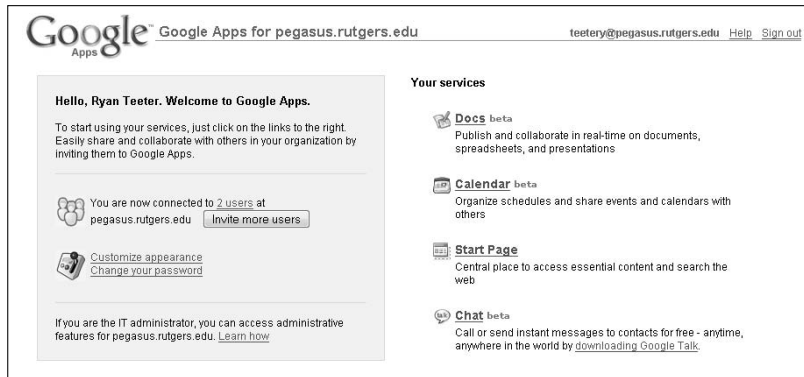 Google™ Apps
Google Apps for pegasus.rutgers.edu
teetery@pegasus.rutgers.edu Help Sign out
Hello, Ryan Teeter. Welcome to Google Apps.
To start using your services, just click on the links to the right.
Easily share and collaborate with others in your organization by
inviting them to Google Apps.
You are now connected to 2 users at
pegasus.rutgers.edu Invite more users
Customize appearance
Change your password
If you are the IT administrator, you can access administrative
features for pegasus.rutgers.edu. Learn how
Your services
Docs beta
Publish and collaborate in real-time on documents,
spreadsheets, and presentations
Calendar beta
Organize schedules and share events and calendars with
others
Start Page
Central place to access essential content and search the
web
talk
Chat beta
Call or send instant messages to contacts for free - anytime,
anywhere in the world by downloading Google Talk.